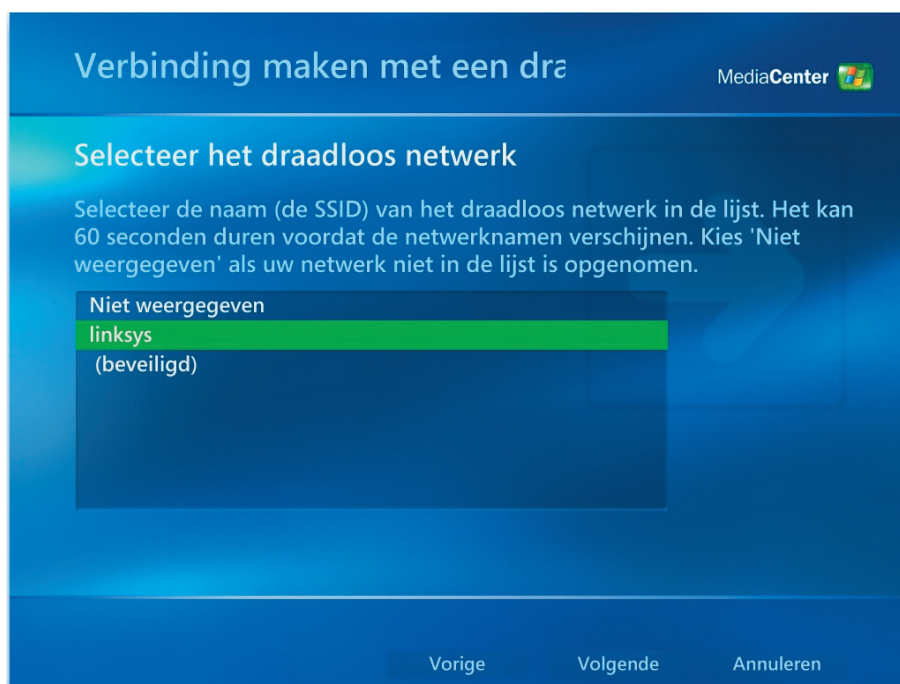 Verbinding maken met een dra
MediaCenter
Selecteer het draadloos netwerk
Selecteer de naam (de SSID) van het draadloos netwerk in de lijst. Het kan
60 seconden duren voordat de netwerknamen verschijnen. Kies 'Niet
weergegeven' als uw netwerk niet in de lijst is opgenomen.
Niet weergegeven
linksys
(beveiligd)
Vorige Volgende Annuleren